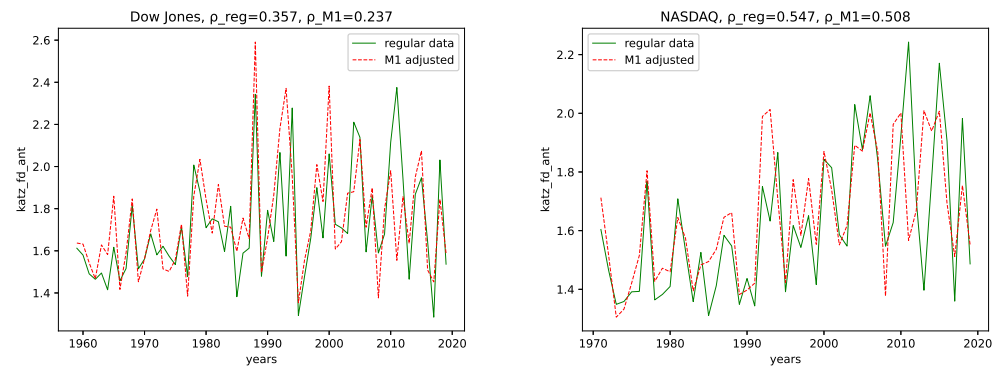 Dow Jones, ρ_reg=0.357, ρ_M1=0.237
2.6
2.4
2.2
2.0
1.8
1.6
1.4
katz_fd_ant
regular data
M1 adjusted
1960 1970 1980 1990 2000 2010 2020
years
NASDAQ, ρ_reg=0.547, ρ_M1=0.508
2.2
2.0
1.8
1.6
1.4
katz_fd_ant
regular data
M1 adjusted
1970 1980 1990 2000 2010 2020
years